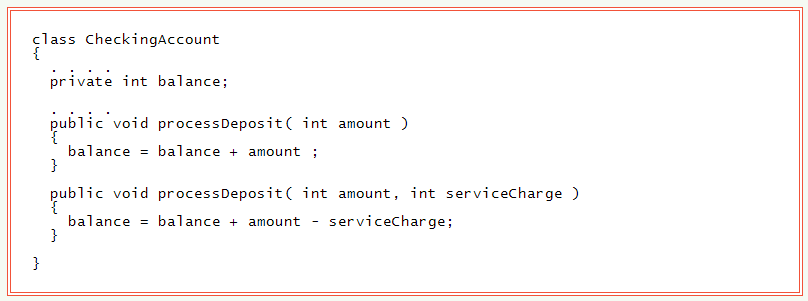 class CheckingAccount
{
  . . . .
  private int balance;
  . . . .
  public void processDeposit( int amount )
  {
    balance = balance + amount ;
  }
  public void processDeposit( int amount, int serviceCharge )
  {
    balance = balance + amount - serviceCharge;
  }
}